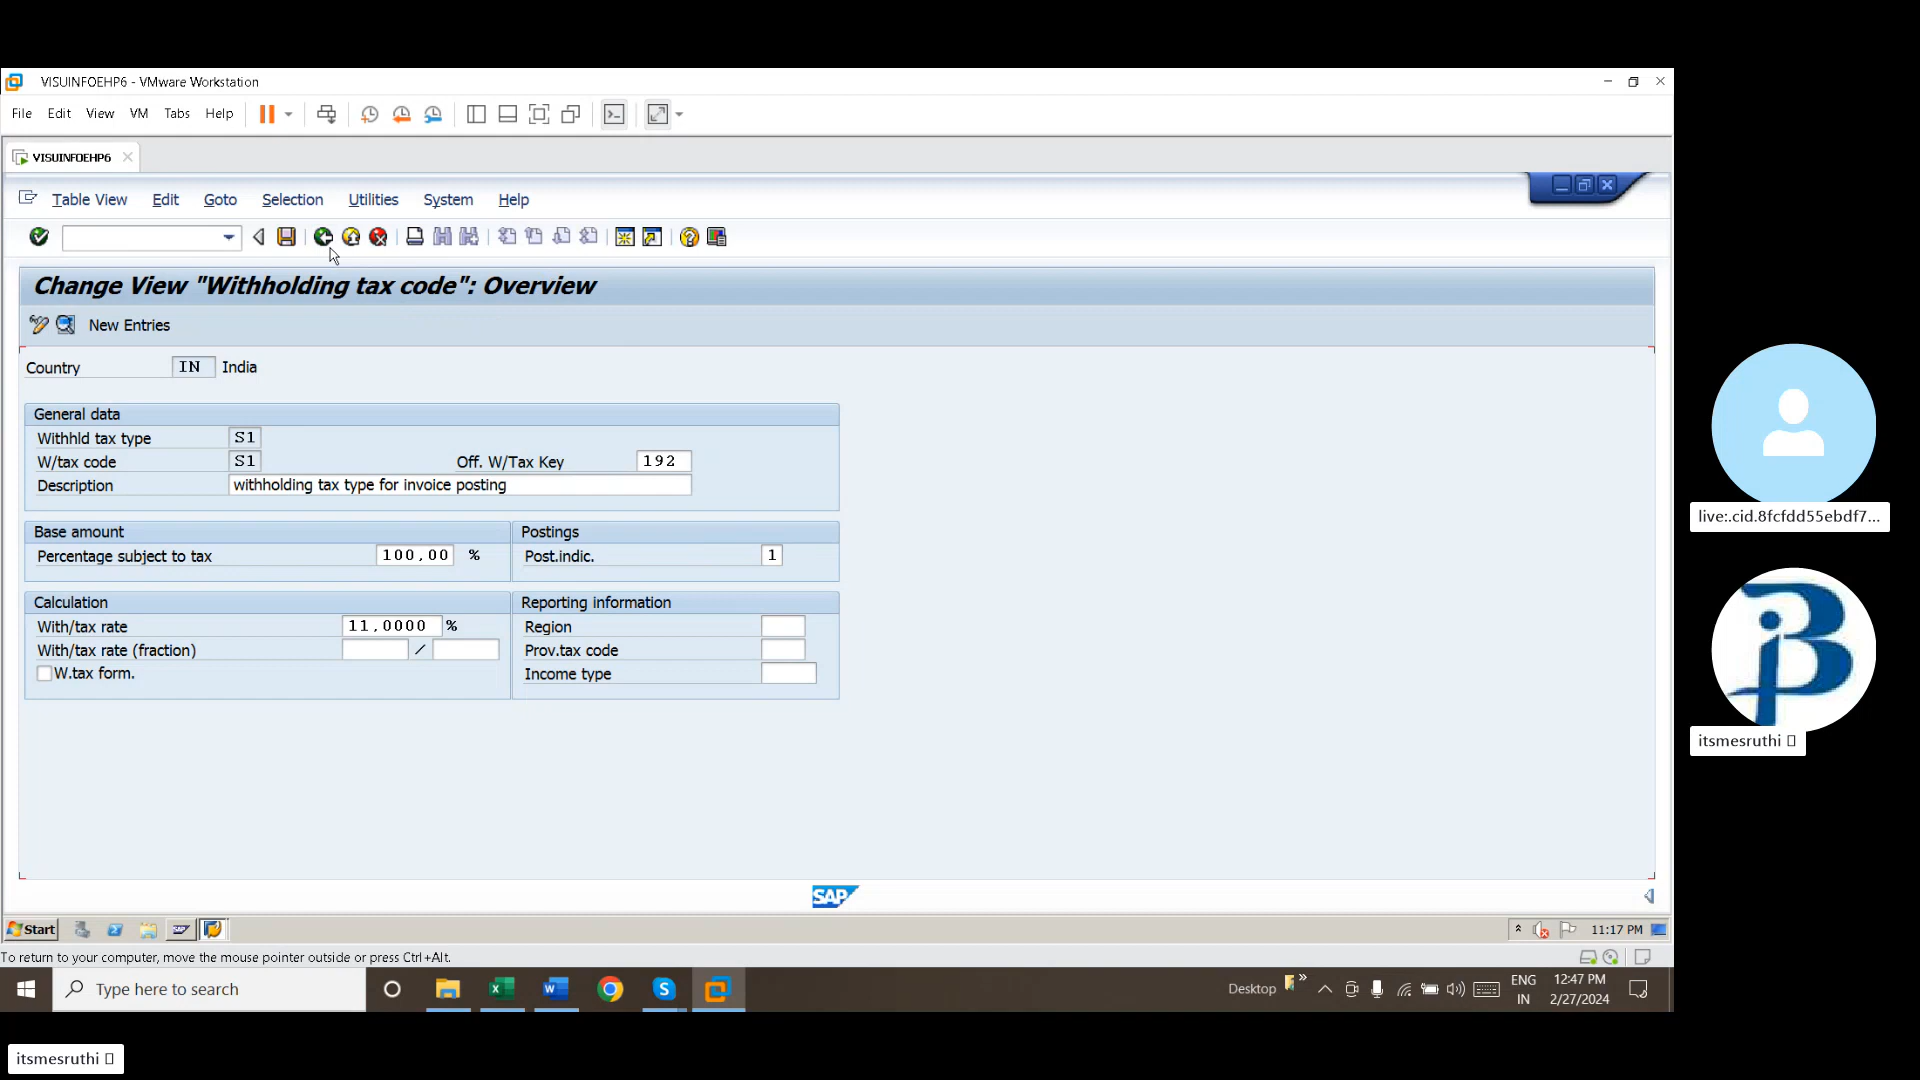 VISUINFOEHP6 - VMware Workstation
File Edit View VM Tabs Help
VISUINFOEHP6
Table View Edit Goto Selection Utilities System Help
Change View "Withholding tax code": Overview
New Entries
Country IN India
General data
Withhld tax type S1
W/tax code S1 Off. W/Tax Key 192
Description withholding tax type for invoice posting
Base amount Postings
Percentage subject to tax 100,00 % Post.indic. 1
Calculation Reporting information
With/tax rate 11,0000 % Region
With/tax rate (fraction) / Prov.tax code
W.tax form. Income type
SAP
Start 11:17 PM
To return to your computer, move the mouse pointer outside or press Ctrl+Alt.
Type here to search Desktop ENG 12:47 PM
IN 2/27/2024
live:.cid.8fcfdd55ebdf7...
itsmesruthi
itsmesruthi